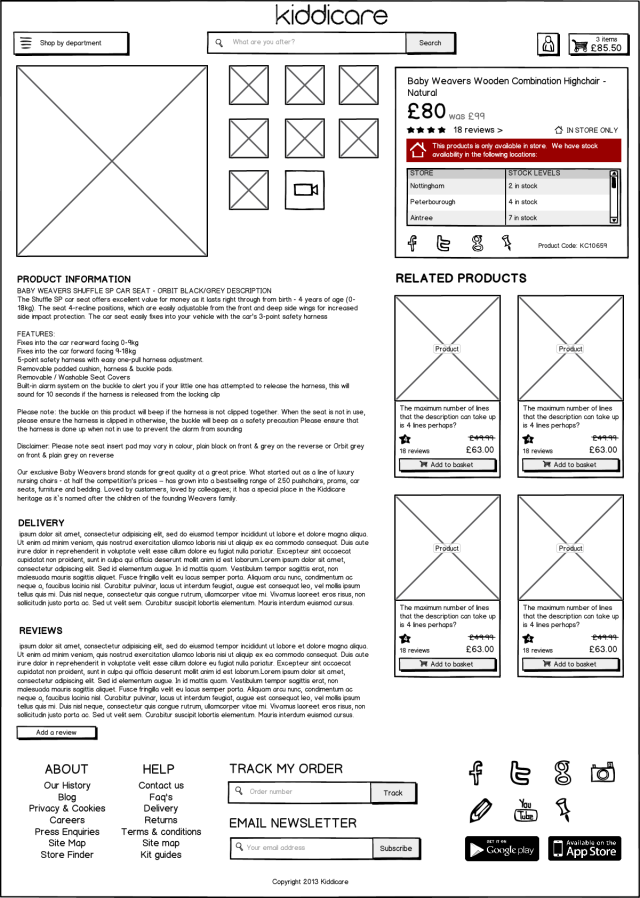 kiddicare
Shop by department
What are you after?
Search
3 items
£85.50
Baby Weavers Wooden Combination Highchair -
Natural
£80 was £99
18 reviews >
IN STORE ONLY
This products is only available in store. We have stock
availability in the following locations:
STORE STOCK LEVELS
Nottingham 2 in stock
Peterbourough 4 in stock
Aintree 7 in stock
Product Code: KC10659
PRODUCT INFORMATION
BABY WEAVERS SHUFFLE SP CAR SEAT - ORBIT BLACK/GREY DESCRIPTION
The Shuffle SP car seat offers excellent value for money as it lasts right through from birth - 4 years of age (0-
18kg). The seat 4-recline positions, which are easily adjustable from the front and deep side wings for increased
side impact protection. The car seat easily fixes into your vehicle with the car's 3-point safety harness
FEATURES:
Fixes into the car rearward facing 0-9kg
Fixes into the car forward facing 9-18kg
5-point safety harness with easy one-pull harness adjustment.
Removable padded cushion, harness & buckle pads.
Removable / Washable Seat Covers
Built-in alarm system on the buckle to alert you if your little one has attempted to release the harness, this will
sound for 10 seconds if the harness is released from the locking clip
Please note: the buckle on this product will beep if the harness is not clipped together. When the seat is not in use,
please ensure the harness is clipped in otherwise, the buckle will beep as a safety precaution Please ensure that
the harness is done up when not in use to prevent the alarm from sounding
Disclaimer: Please note seat insert pad may vary in colour, plain black on front & grey on the reverse or Orbit grey
on front & plain grey on reverse
Our exclusive Baby Weavers brand stands for great quality at a great price. What started out as a line of luxury
nursing chairs - at half the competition's prices – has grown into a bestselling range of 250 pushchairs, prams, car
seats, furniture and bedding. Loved by customers, loved by colleagues; it has a special place in the Kiddicare
heritage as it's named after the children of the founding Weavers family.
DELIVERY
ipsum dolor sit amet, consectetur adipisicing elit, sed do eiusmod tempor incididunt ut labore et dolore magna aliqua.
Ut enim ad minim veniam, quis nostrud exercitation ullamco laboris nisi ut aliquip ex ea commodo consequat. Duis aute
irure dolor in reprehenderit in voluptate velit esse cillum dolore eu fugiat nulla pariatur. Excepteur sint occaecat
cupidatat non proident, sunt in culpa qui officia deserunt mollit anim id est laborum.Lorem ipsum dolor sit amet,
consectetur adipiscing elit. Sed id euismod augue. In id mattis quam. Vestibulum tempor sagittis erat, non
malesuada mauris sagittis aliquet. Fusce fringilla velit eu lacus semper porta. Aliquam arcu nunc, condimentum ac
neque a, faucibus lacinia nisl. Curabitur pulvinar, lacus ut interdum feugiat, augue est consequat leo, vel mollis ipsum
tellus quis mi. Duis nisl neque, consectetur quis congue rutrum, ullamcorper vitae mi. Vivamus laoreet eros risus, non
sollicitudin justo porta ac. Sed ut velit sem. Curabitur suscipit lobortis elementum. Mauris interdum euismod cursus.
REVIEWS
ipsum dolor sit amet, consectetur adipisicing elit, sed do eiusmod tempor incididunt ut labore et dolore magna aliqua.
Ut enim ad minim veniam, quis nostrud exercitation ullamco laboris nisi ut aliquip ex ea commodo consequat. Duis aute
irure dolor in reprehenderit in voluptate velit esse cillum dolore eu fugiat nulla pariatur. Excepteur sint occaecat
cupidatat non proident, sunt in culpa qui officia deserunt mollit anim id est laborum.Lorem ipsum dolor sit amet,
consectetur adipiscing elit. Sed id euismod augue. In id mattis quam. Vestibulum tempor sagittis erat, non
malesuada mauris sagittis aliquet. Fusce fringilla velit eu lacus semper porta. Aliquam arcu nunc, condimentum ac
neque a, faucibus lacinia nisl. Curabitur pulvinar, lacus ut interdum feugiat, augue est consequat leo, vel mollis ipsum
tellus quis mi. Duis nisl neque, consectetur quis congue rutrum, ullamcorper vitae mi. Vivamus laoreet eros risus, non
sollicitudin justo porta ac. Sed ut velit sem. Curabitur suscipit lobortis elementum. Mauris interdum euismod cursus.
Add a review
RELATED PRODUCTS
Product
The maximum number of lines
that the description can take up
is 4 lines perhaps?
4
£49.99
18 reviews £63.00
Add to basket
Product
The maximum number of lines
that the description can take up
is 4 lines perhaps?
4
£49.99
18 reviews £63.00
Add to basket
Product
The maximum number of lines
that the description can take up
is 4 lines perhaps?
4
£49.99
18 reviews £63.00
Add to basket
Product
The maximum number of lines
that the description can take up
is 4 lines perhaps?
4
£49.99
18 reviews £63.00
Add to basket
ABOUT
Our History
Blog
Privacy & Cookies
Careers
Press Enquiries
Site Map
Store Finder
HELP
Contact us
Faq's
Delivery
Returns
Terms & conditions
Site map
Kit guides
TRACK MY ORDER
Order number
Track
EMAIL NEWSLETTER
Your email address
Subscribe
You
Tube
GET IT ON
Google play
Available on the
App Store
Copyright 2013 Kiddicare